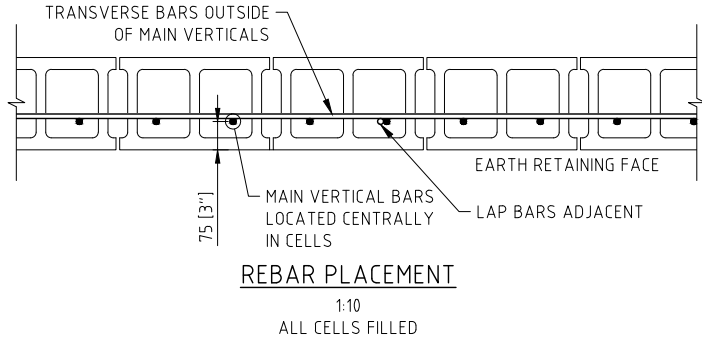 TRANSVERSE BARS OUTSIDE
OF MAIN VERTICALS
EARTH RETAINING FACE
75 [3"]
MAIN VERTICAL BARS
LOCATED CENTRALLY
IN CELLS
LAP BARS ADJACENT
REBAR PLACEMENT
1:10
ALL CELLS FILLED